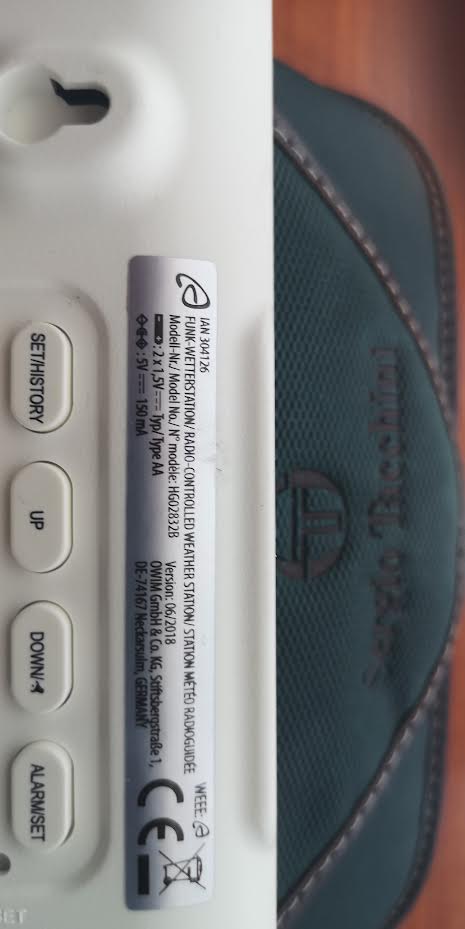 IAN 304126
FUNK-WETTERSTATION/ RADIO-CONTROLLED WEATHER STATION/ STATION MÉTÉO RADIOGUIDÉE
Modell-Nr./ Model No./ N° modèle: HG02832B
: 2 x 1,5V Typ/ Type AA
: 5V 150 mA
Version: 06/2018
OWIM GmbH & Co. KG, Stiftsbergstraße 1,
DE-74167 Neckarsulm, GERMANY
WEEE:
CE
SET/HISTORY
UP
DOWN/
ALARM/SET
Sergio Tacchini